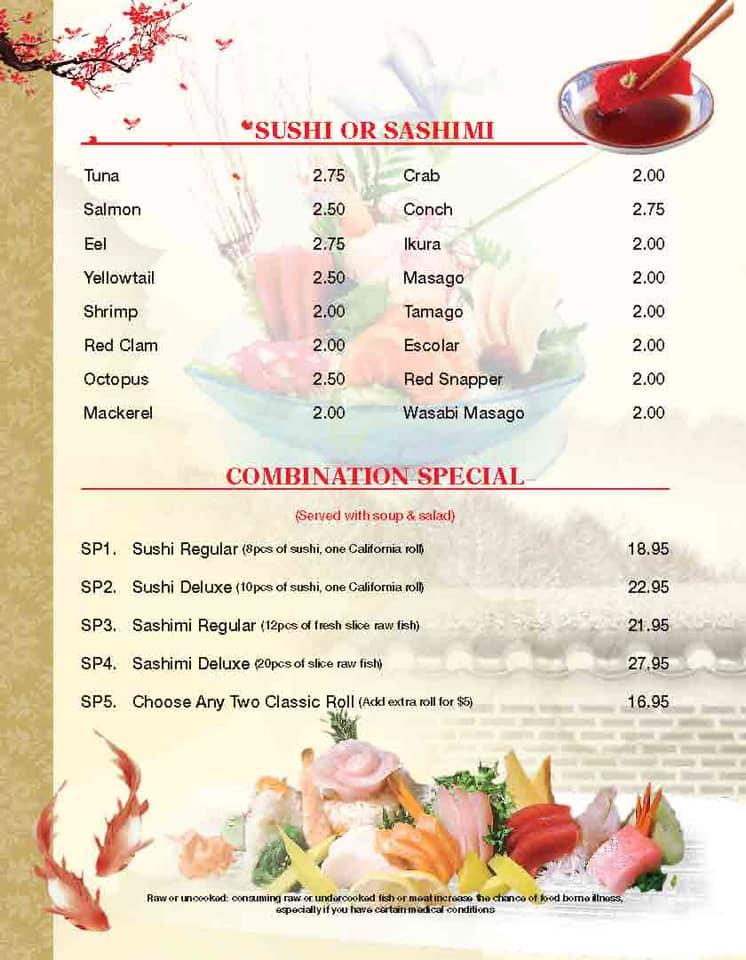 SUSHI OR SASHIMI
Tuna 2.75 Crab 2.00
Salmon 2.50 Conch 2.75
Eel 2.75 Ikura 2.00
Yellowtail 2.50 Masago 2.00
Shrimp 2.00 Tamago 2.00
Red Clam 2.00 Escolar 2.00
Octopus 2.50 Red Snapper 2.00
Mackerel 2.00 Wasabi Masago 2.00
COMBINATION SPECIAL
(Served with soup & salad)
SP1. Sushi Regular (8pcs of sushi, one California roll) 18.95
SP2. Sushi Deluxe (10pcs of sushi, one California roll) 22.95
SP3. Sashimi Regular (12pcs of fresh slice raw fish) 21.95
SP4. Sashimi Deluxe (20pcs of slice raw fish) 27.95
SP5. Choose Any Two Classic Roll (Add extra roll for $5) 16.95
Raw or uncooked: consuming raw or undercooked fish or meat increase the chance of food borne illness,
especially if you have certain medical conditions